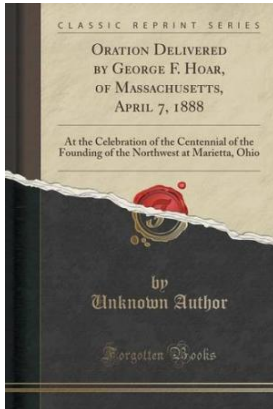 CLASSIC REPRINT SERIES
ORATION DELIVERED
BY GEORGE F. HOAR,
OF MASSACHUSETTS,
APRIL 7, 1888
At the Celebration of the Centennial of the
Founding of the Northwest at Marietta, Ohio
by
Unknown Author
Forgotten Books